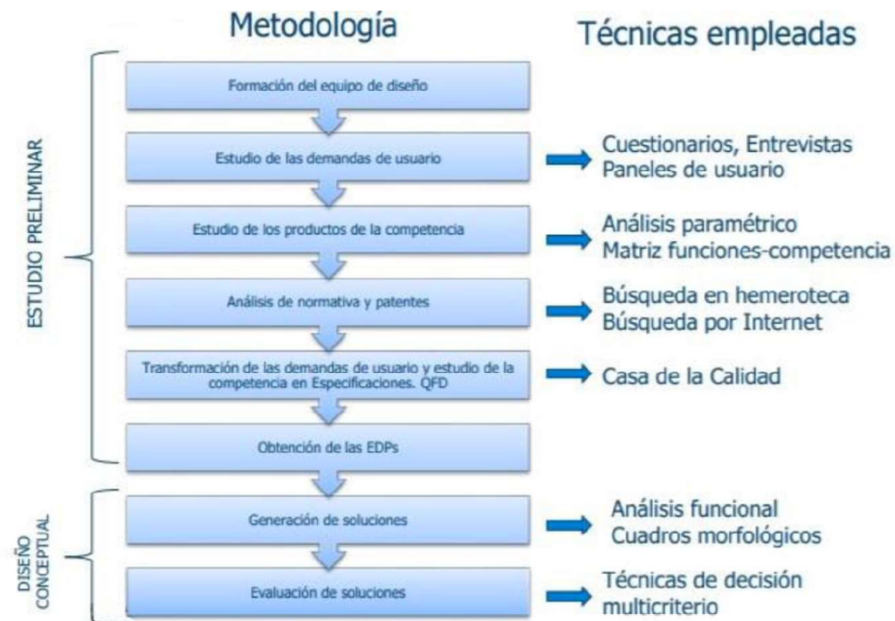 Metodología
Técnicas empleadas
ESTUDIO PRELIMINAR
Formación del equipo de diseño
Estudio de las demandas de usuario
Cuestionarios, Entrevistas
Paneles de usuario
Estudio de los productos de la competencia
Análisis paramétrico
Matriz funciones-competencia
Análisis de normativa y patentes
Búsqueda en hemeroteca
Búsqueda por Internet
Transformación de las demandas de usuario y estudio de la
competencia en Especificaciones. QFD
Casa de la Calidad
Obtención de las EDPs
DISEÑO
CONCEPTUAL
Generación de soluciones
Análisis funcional
Cuadros morfológicos
Evaluación de soluciones
Técnicas de decisión
multicriterio